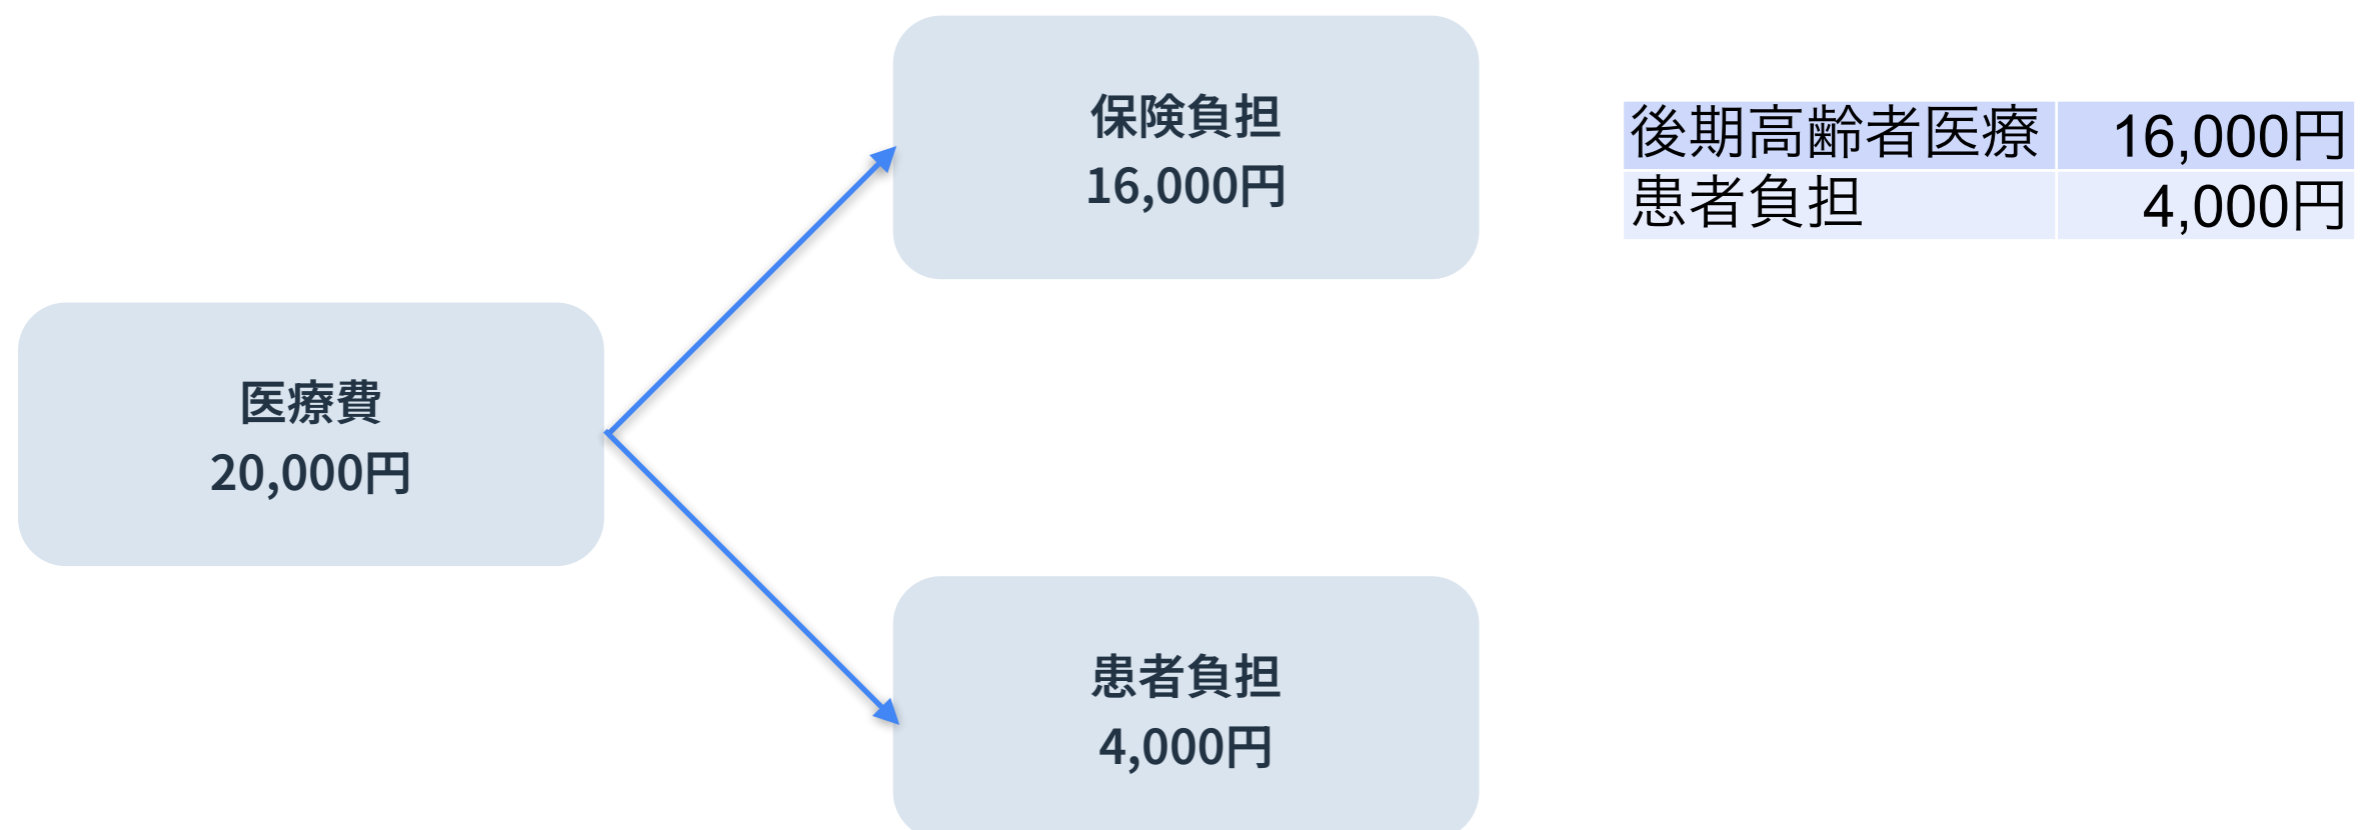 医療費
20,000円
保険負担
16,000円
患者負担
4,000円
後期高齢者医療 16,000円
患者負担 4,000円